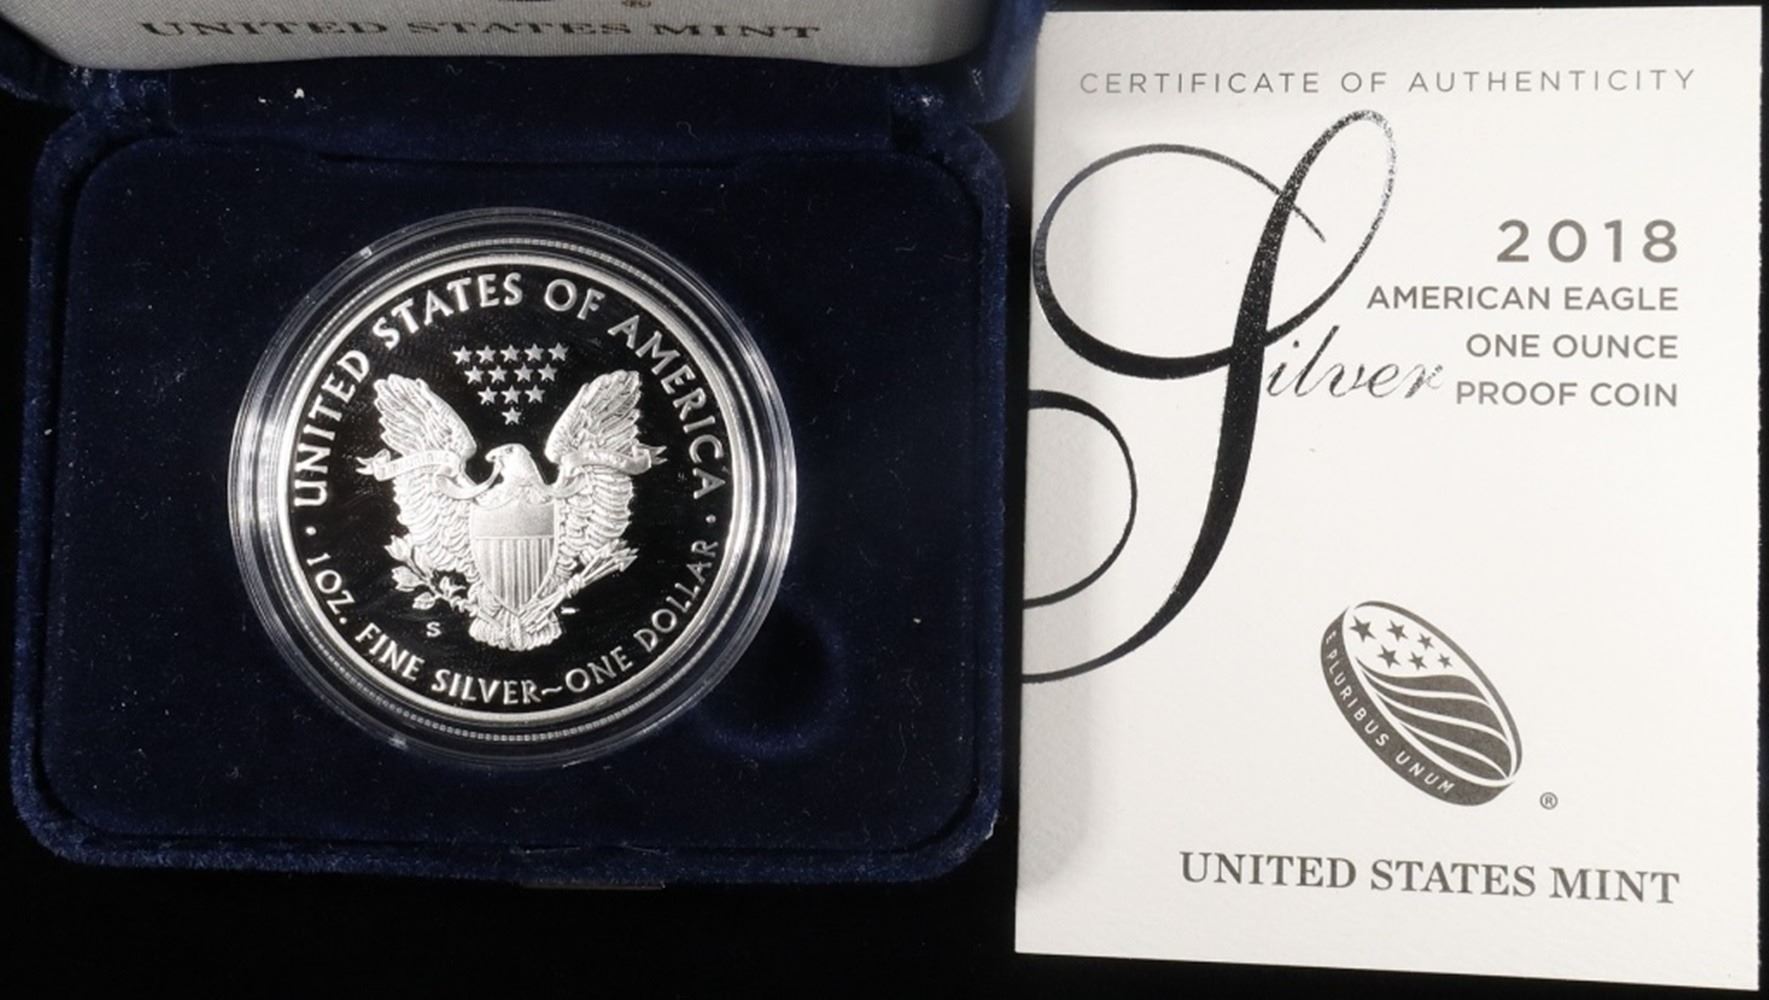 UNITED STATES MINT
UNITED STATES OF AMERICA
· 1 OZ. FINE SILVER~ONE DOLLAR ·
S
CERTIFICATE OF AUTHENTICITY
2018
AMERICAN EAGLE
ONE OUNCE
Silver PROOF COIN
E PLURIBUS UNUM
®
UNITED STATES MINT